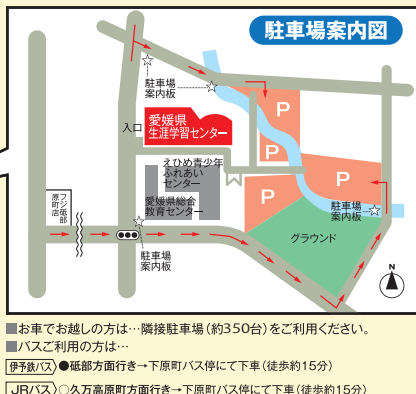 駐車場案内図
駐車場
案内板
P
入口
愛媛県
生涯学習センター
P
P
えひめ青少年
ふれあい
センター
P
フジ砥部
原町店
愛媛県総合
教育センター
駐車場
案内板
駐車場
案内板
グラウンド
N
■お車でお越しの方は…隣接駐車場(約350台)をご利用ください。
■バスご利用の方は…
伊予鉄バス ●砥部方面行き→下原町バス停にて下車(徒歩約15分)
JRバス ○久万高原町方面行き→下原町バス停にて下車(徒歩約15分)